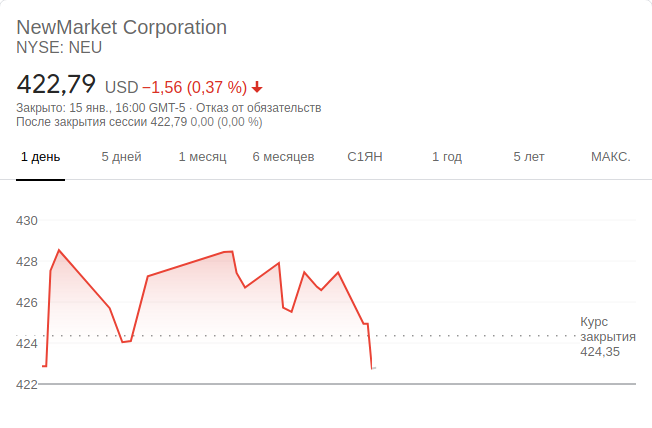 NewMarket Corporation
NYSE: NEU
422,79 USD −1,56 (0,37 %)
Закрыто: 15 янв., 16:00 GMT-5 · Отказ от обязательств
После закрытия сессии 422,79 0,00 (0,00 %)
1 день 5 дней 1 месяц 6 месяцев С1ЯН 1 год 5 лет МАКС.
430
428
426
424
422
Курс
закрытия
424,35